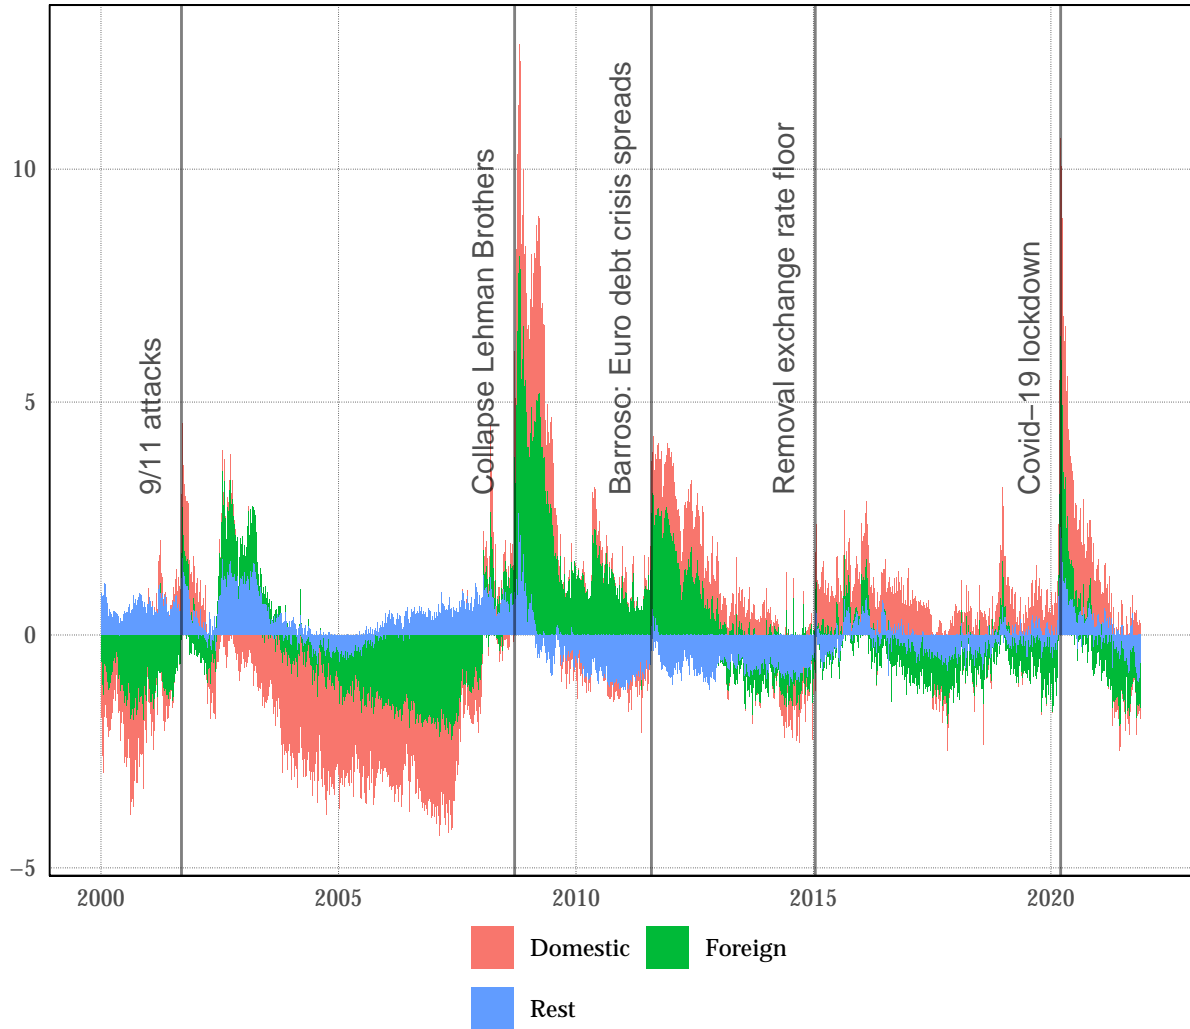 10
5
0
−5
9/11 attacks
Collapse Lehman Brothers
Barroso: Euro debt crisis spreads
Removal exchange rate floor
Covid−19 lockdown
2000
2005
2010
2015
2020
Domestic
Foreign
Rest